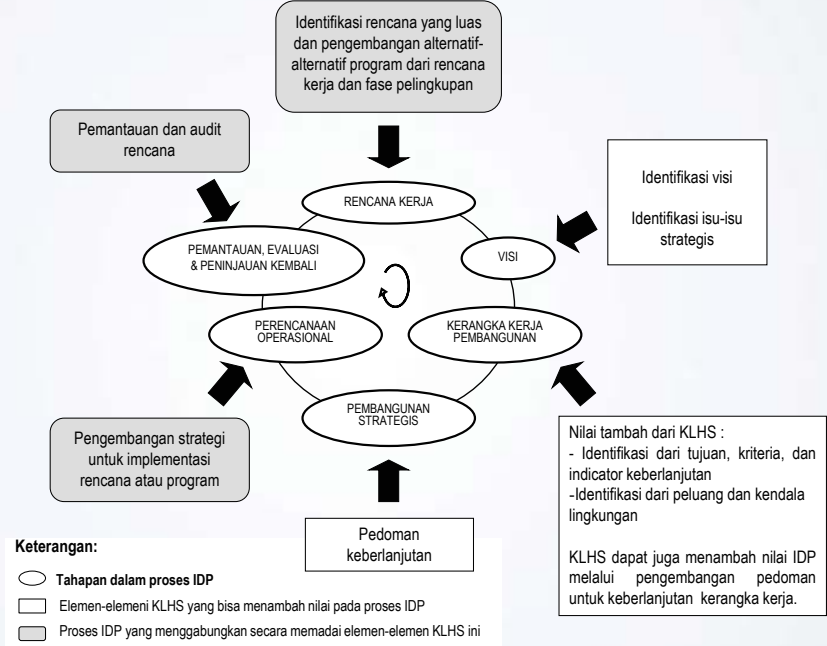 Identifikasi rencana yang luas
dan pengembangan alternatif-
alternatif program dari rencana
kerja dan fase pelingkupan
Pemantauan dan audit
rencana
Identifikasi visi
Identifikasi isu-isu
strategis
RENCANA KERJA
PEMANTAUAN, EVALUASI
& PENINJAUAN KEMBALI
VISI
PERENCANAAN
OPERASIONAL
KERANGKA KERJA
PEMBANGUNAN
PEMBANGUNAN
STRATEGIS
Pengembangan strategi
untuk implementasi
rencana atau program
Pedoman
keberlanjutan
Nilai tambah dari KLHS :
- Identifikasi dari tujuan, kriteria, dan
indicator keberlanjutan
-Identifikasi dari peluang dan kendala
lingkungan
KLHS dapat juga menambah nilai IDP
melalui pengembangan pedoman
untuk keberlanjutan kerangka kerja.
Keterangan:
Tahapan dalam proses IDP
Elemen-elemeni KLHS yang bisa menambah nilai pada proses IDP
Proses IDP yang menggabungkan secara memadai elemen-elemen KLHS ini